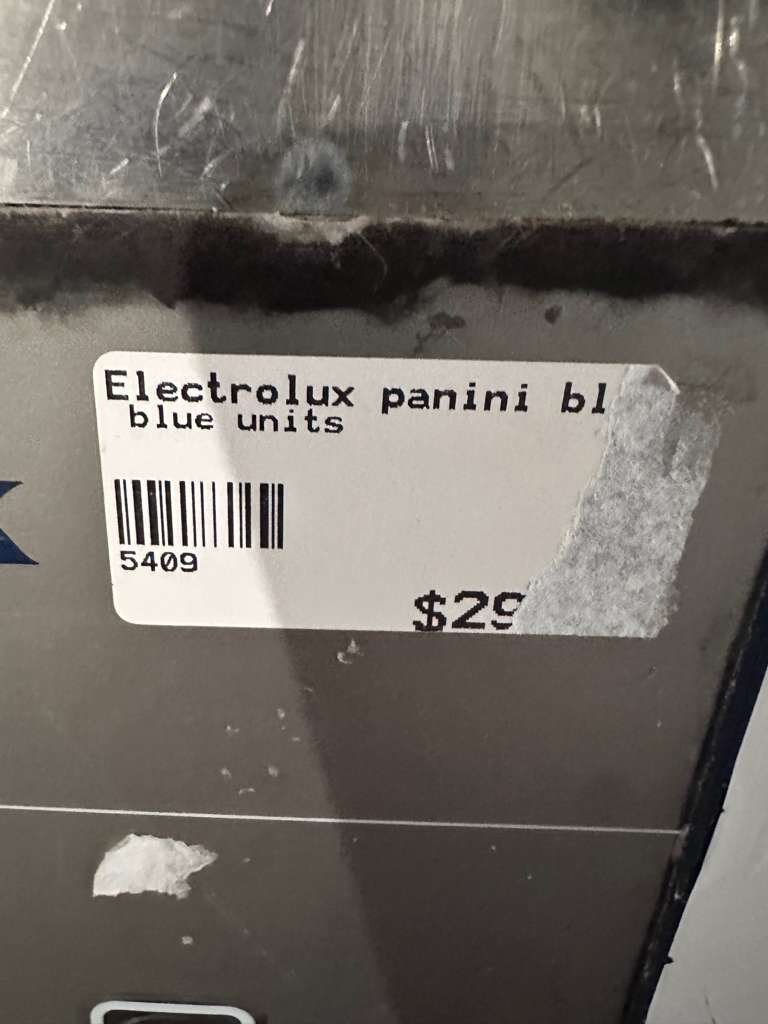 Electrolux panini bl
blue units
5409
$29